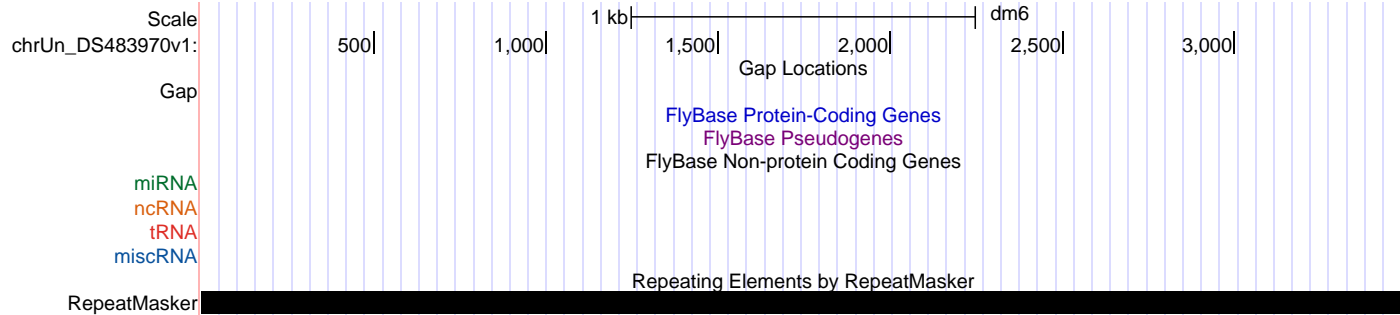 Scale 1 kb dm6
chrUn_DS483970v1: 500 1,000 1,500 2,000 2,500 3,000
Gap Locations
Gap
FlyBase Protein-Coding Genes
FlyBase Pseudogenes
FlyBase Non-protein Coding Genes
miRNA
ncRNA
tRNA
miscRNA
Repeating Elements by RepeatMasker
RepeatMasker